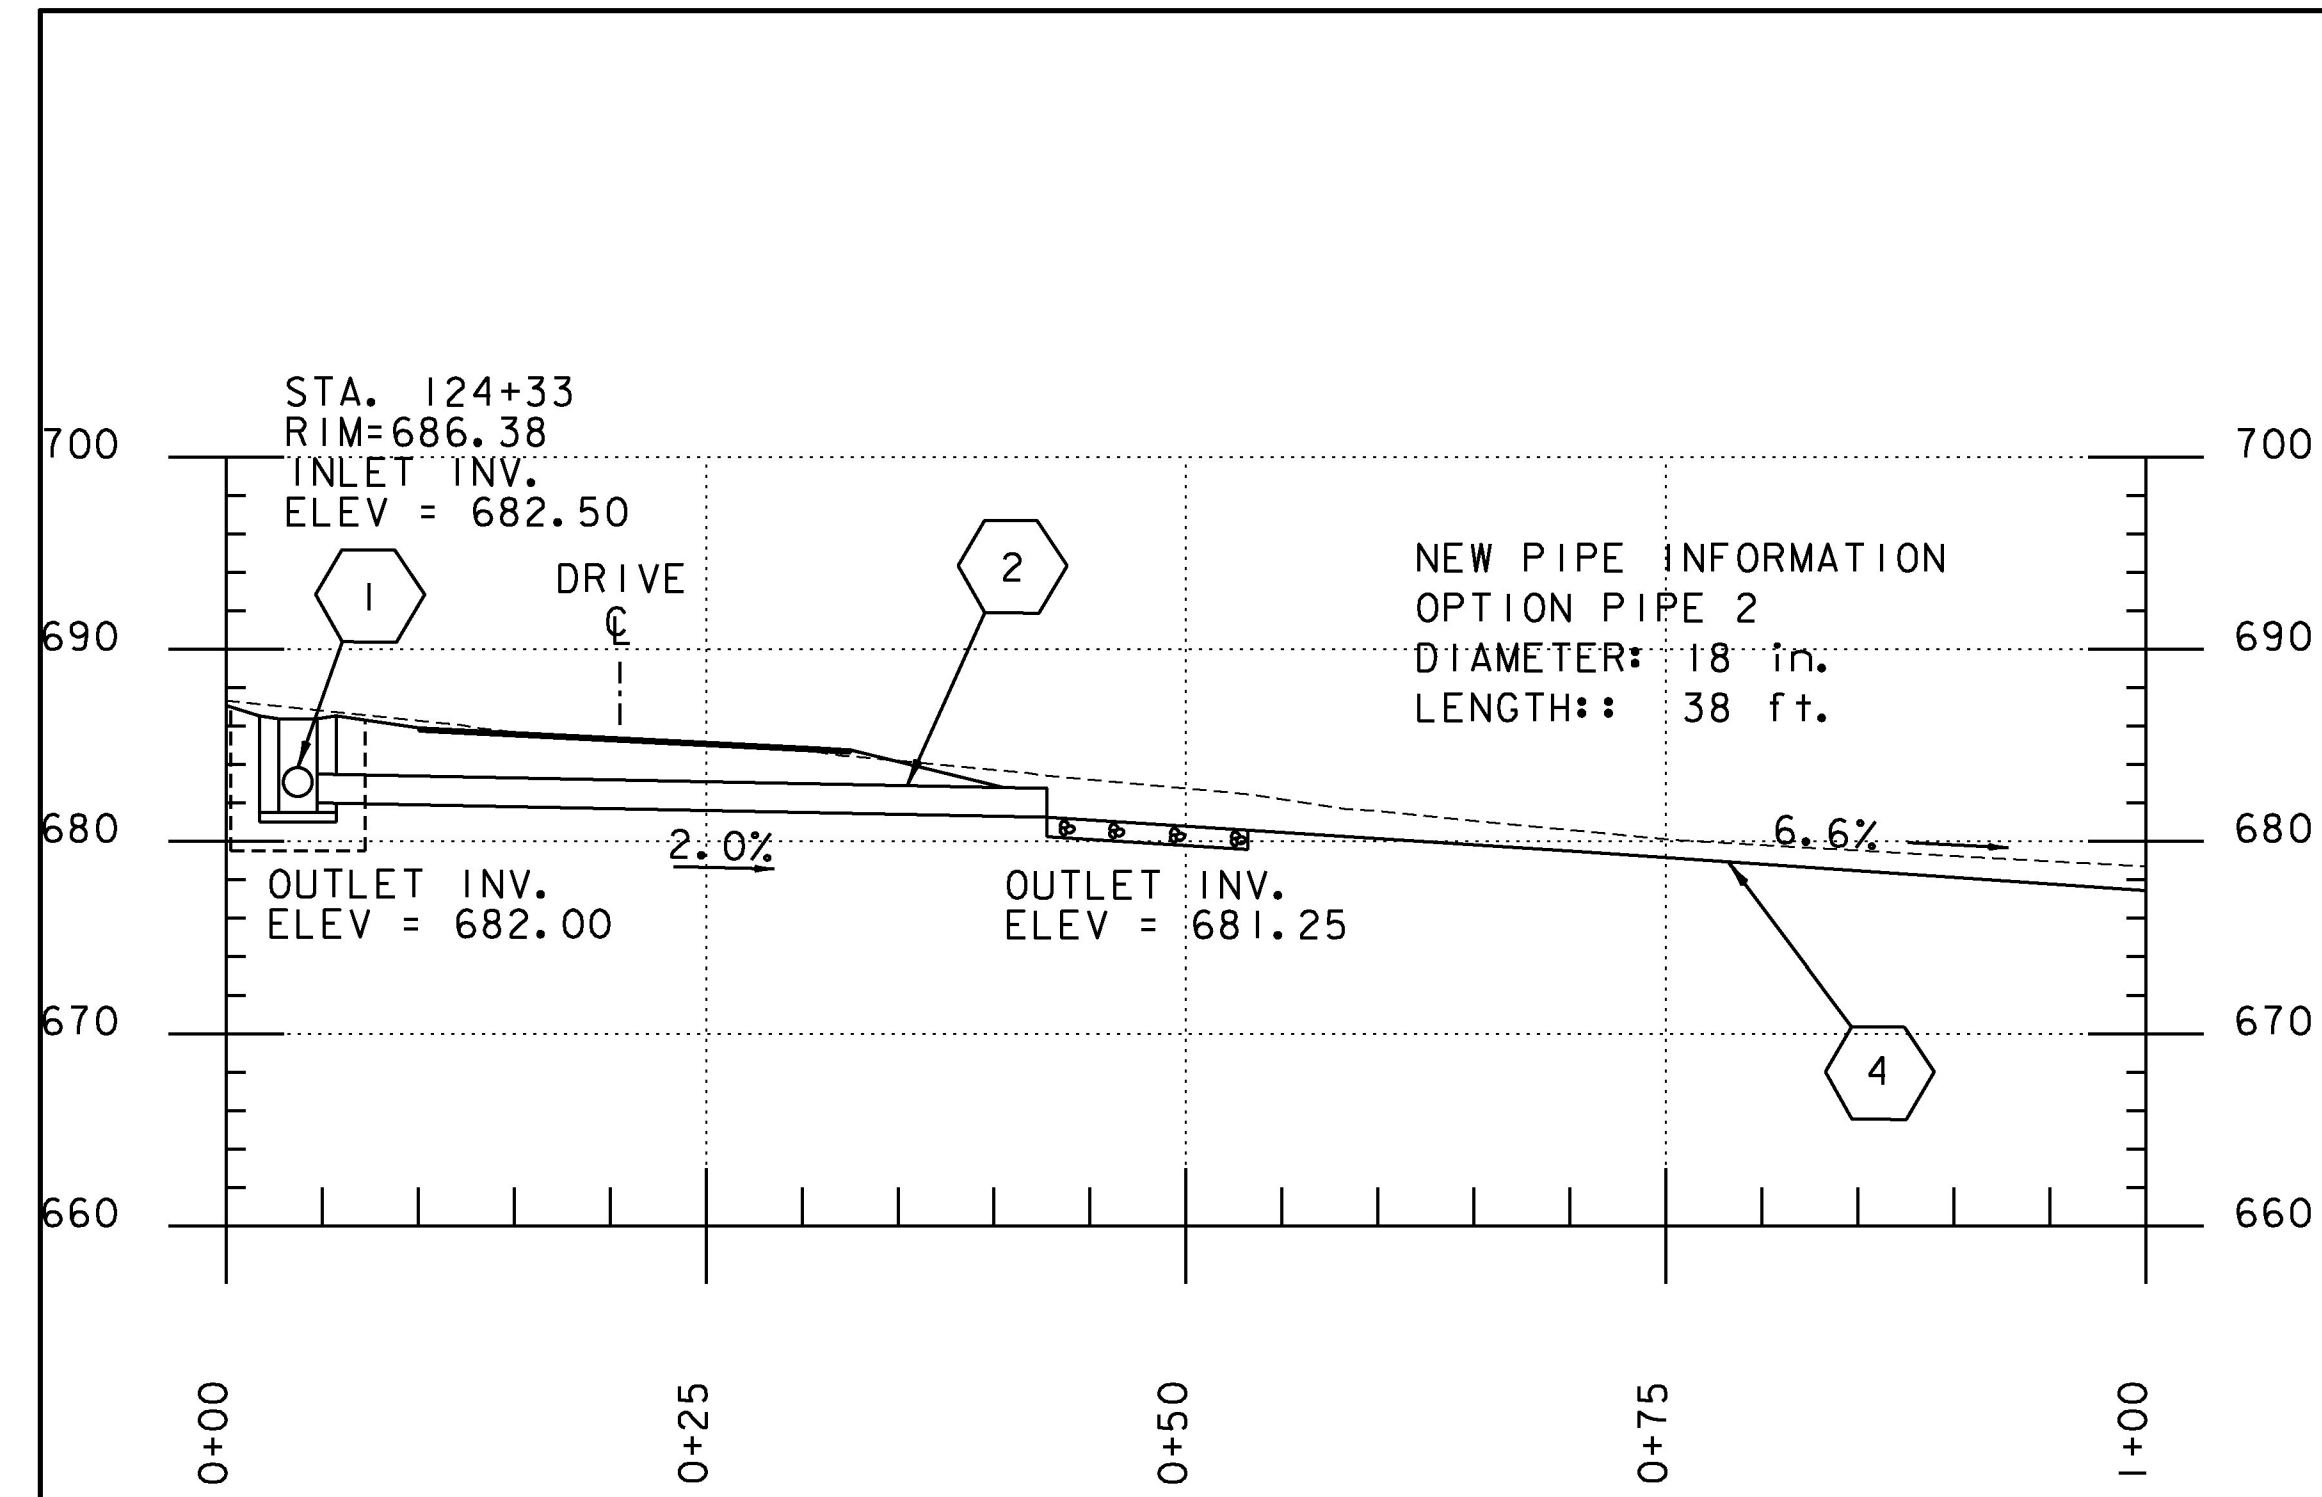 STA. 124+33
RIM=686.38
INLET INV.
ELEV = 682.50
700
700
1
DRIVE
℄
2
NEW PIPE INFORMATION
OPTION PIPE 2
DIAMETER: 18 in.
LENGTH:: 38 ft.
690
690
680
680
2.0%
6.6%
OUTLET INV.
ELEV = 682.00
OUTLET INV.
ELEV = 681.25
670
670
4
660
660
0+00
0+25
0+50
0+75
1+00